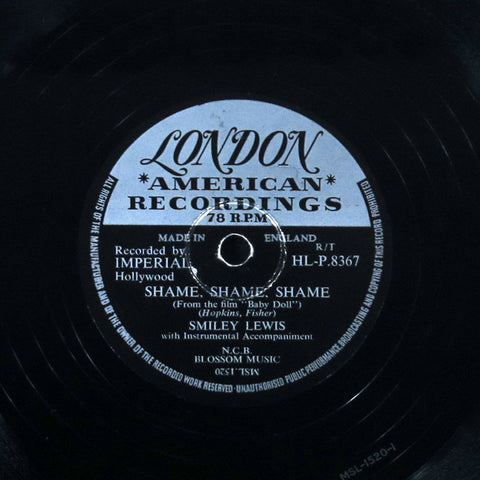 LONDON
*AMERICAN*
RECORDINGS
78 R.P.M
MADE IN ENGLAND
Recorded by
IMPERIAL
Hollywood
R/T
HL-P.8367
SHAME, SHAME, SHAME
(From the film "Baby Doll")
(Hopkins, Fisher)
SMILEY LEWIS
with Instrumental Accompaniment
N.C.B.
BLOSSOM MUSIC
MSL.1520
ALL RIGHTS OF THE MANUFACTURER AND OF THE OWNER OF THE RECORDED WORK RESERVED·UNAUTHORISED PUBLIC PERFORMANCE, BROADCASTING AND COPYING OF THIS RECORD PROHIBITED
MSL-1520-1